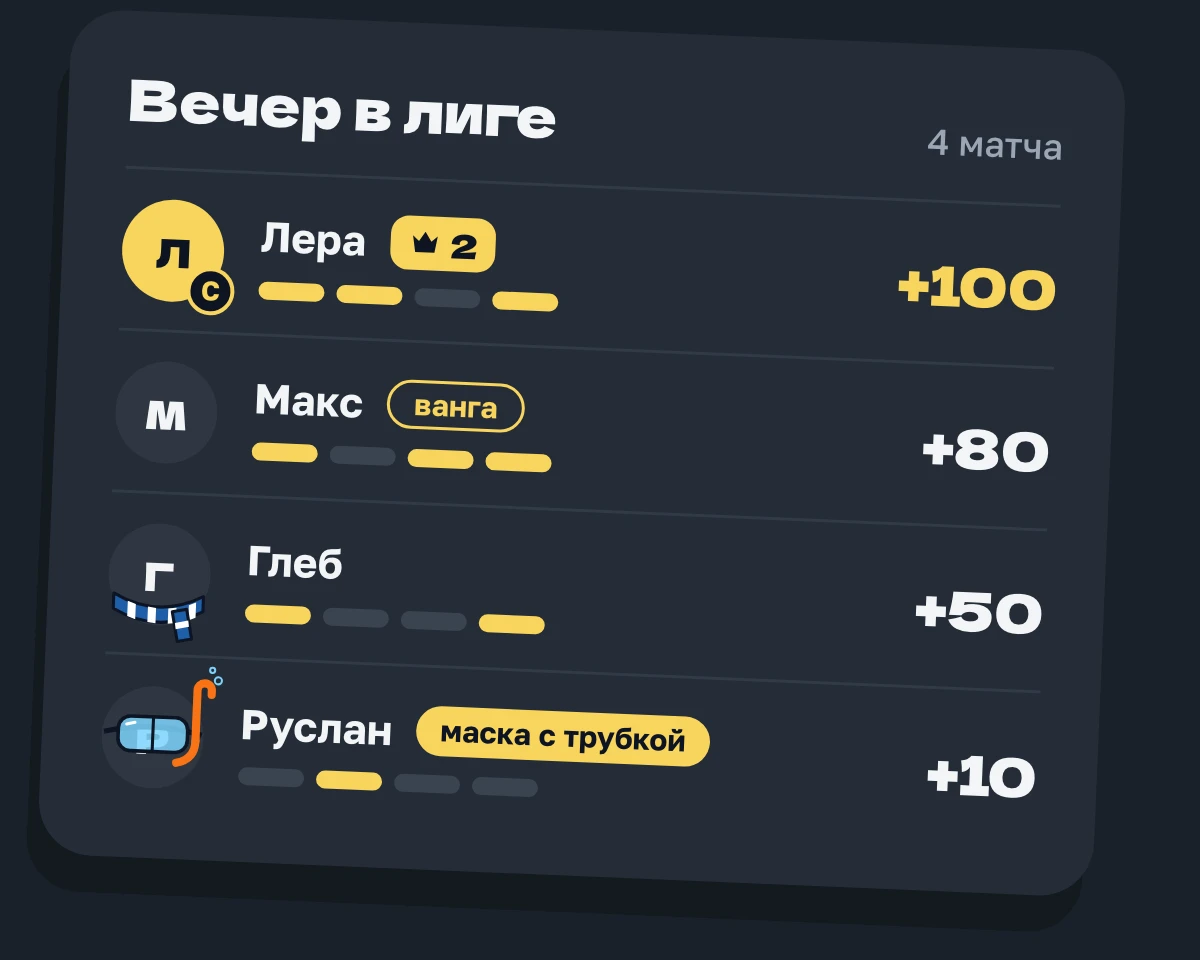 Вечер в лиге
4 матча
Л
C
Лера
2
+100
М
Макс
ванга
+80
Г
Глеб
+50
Р
Руслан
маска с трубкой
+10